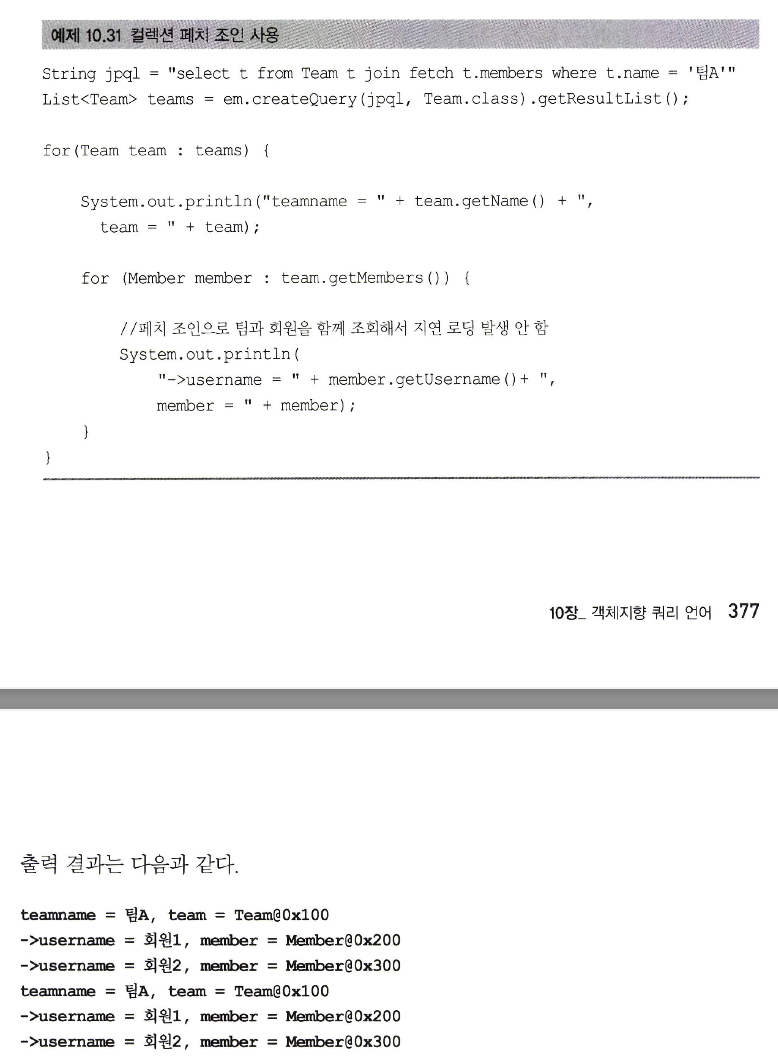 예제 10.31 컬렉션 페치 조인 사용
String jpql = "select t from Team t join fetch t.members where t.name = '팀A'"
List<Team> teams = em.createQuery(jpql, Team.class).getResultList();
for(Team team : teams) {
System.out.println("teamname = " + team.getName() + ",
team = " + team);
for (Member member : team.getMembers()) {
//페치 조인으로 팀과 회원을 함께 조회해서 지연 로딩 발생 안 함
System.out.println(
"->username = " + member.getUsername()+ ",
member = " + member);
}
}
10장_ 객체지향 쿼리 언어 377
출력 결과는 다음과 같다.
teamname = 팀A, team = Team@0x100
->username = 회원1, member = Member@0x200
->username = 회원2, member = Member@0x300
teamname = 팀A, team = Team@0x100
->username = 회원1, member = Member@0x200
->username = 회원2, member = Member@0x300